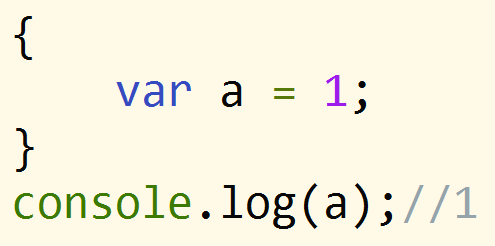 {
    var a = 1;
}
console.log(a);//1